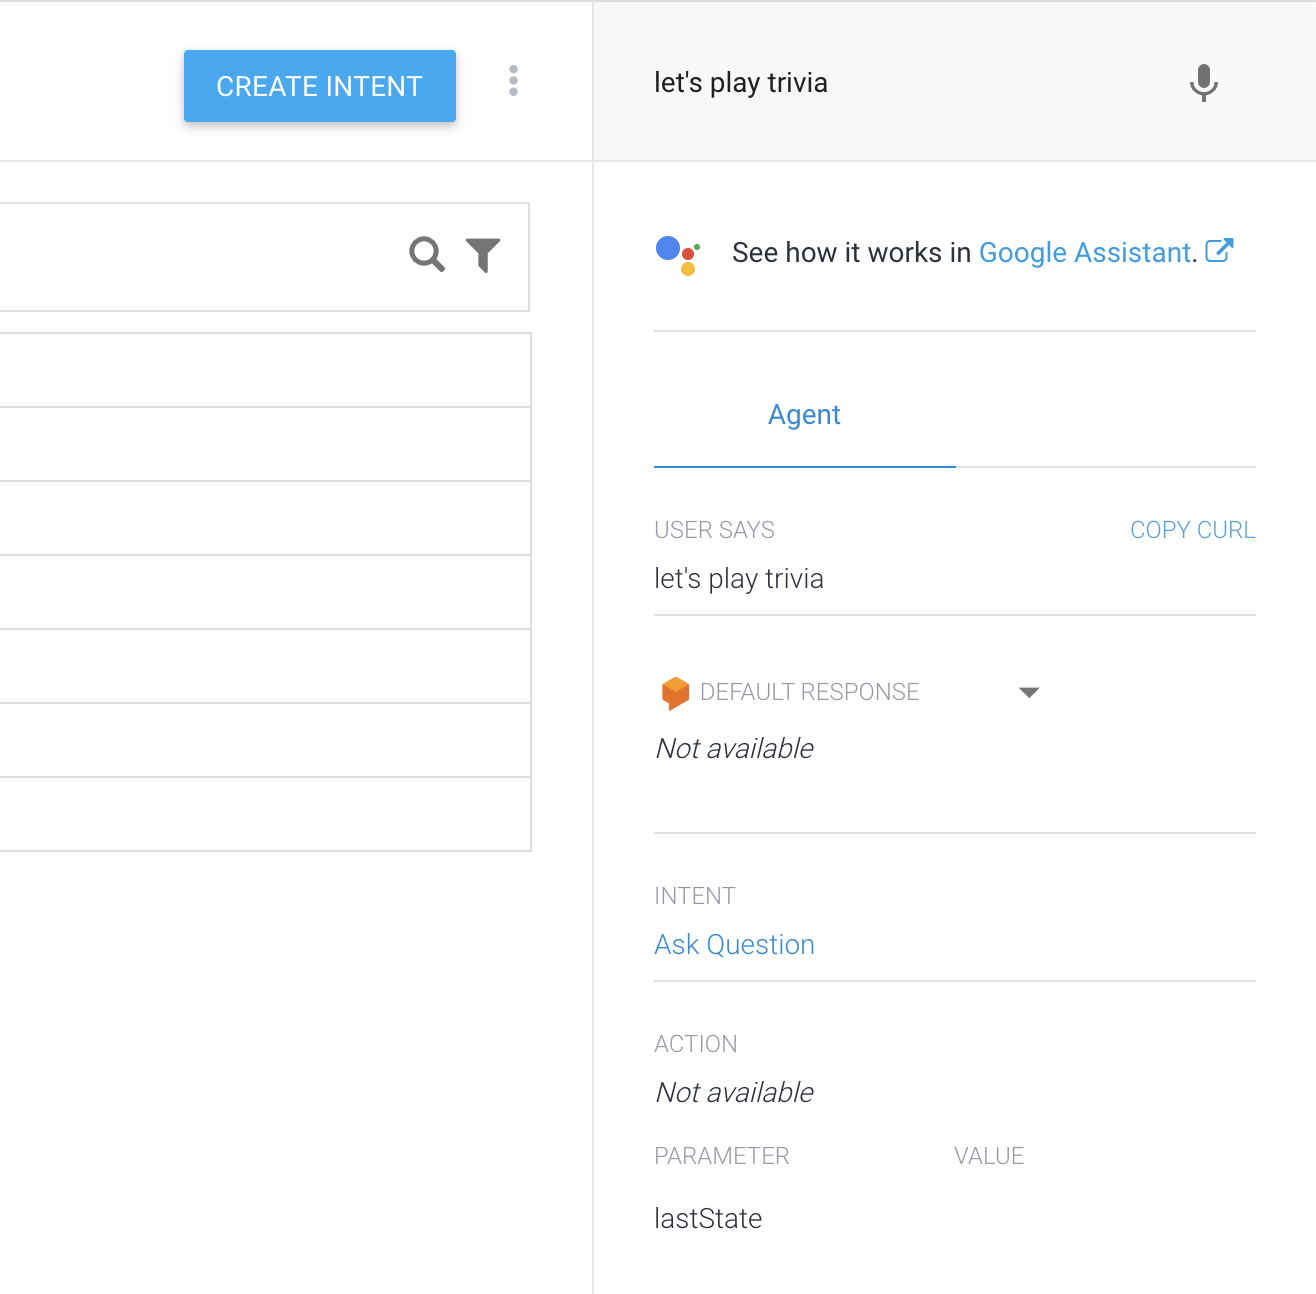 CREATE INTENT
let's play trivia
See how it works in Google Assistant.
Agent
USER SAYS COPY CURL
let's play trivia
DEFAULT RESPONSE
Not available
INTENT
Ask Question
ACTION
Not available
PARAMETER VALUE
lastState